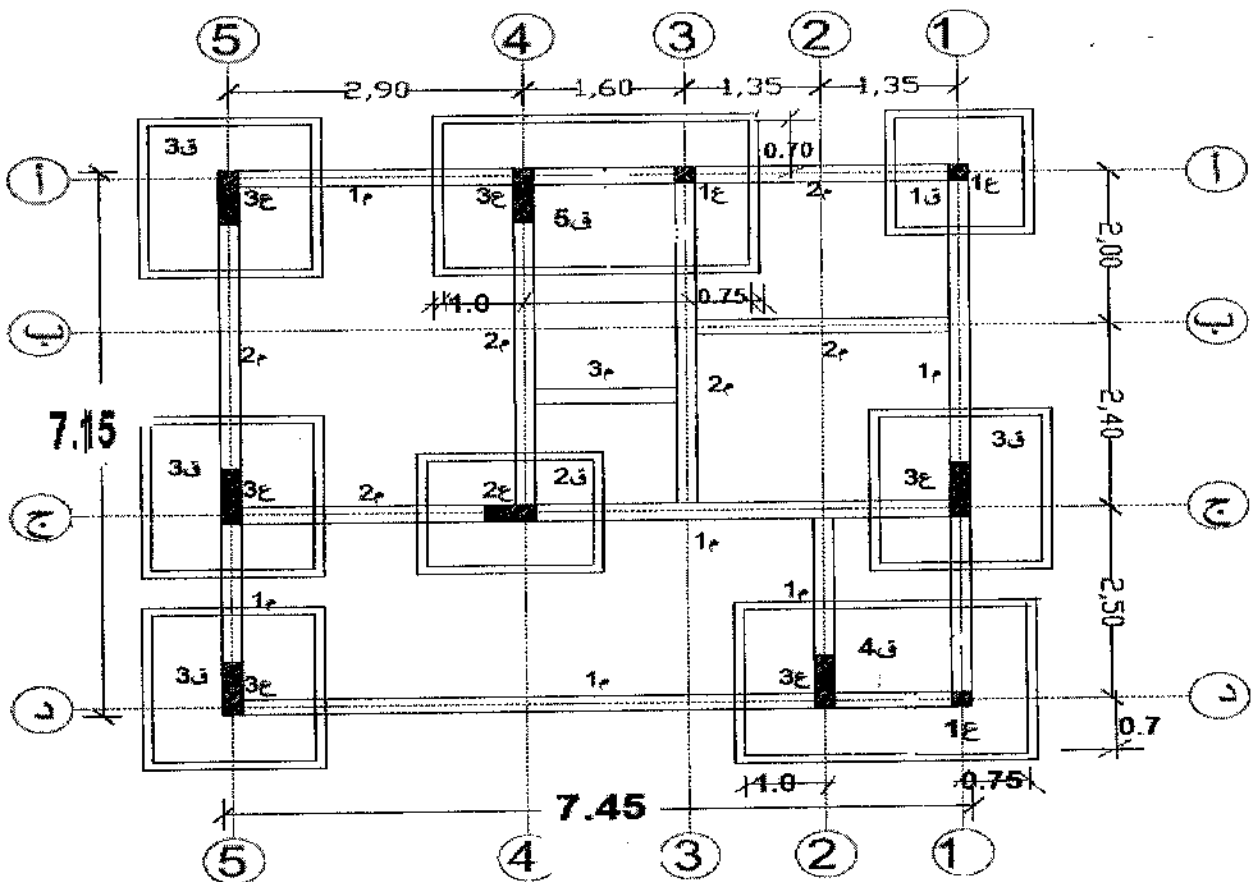 5 4 3 2 1
2,90 1,60 1,35 1,35
ق3 0.70
أ أ
ع3 م1 ع3 ع1 م2 ق1 ع1
ق5
2,00
1.0 0.75
ب ب
م2 م2 م2
م3 م2 م1
7.15 2,40
ق3 ق2 ق3
ع3 م2 ع2 ع3
ج ج
م1
2,50
م1 م1
ق3 ع3 م1 ع3 ق4
د د
ع1 0.7
1.0 0.75
7.45
5 4 3 2 1